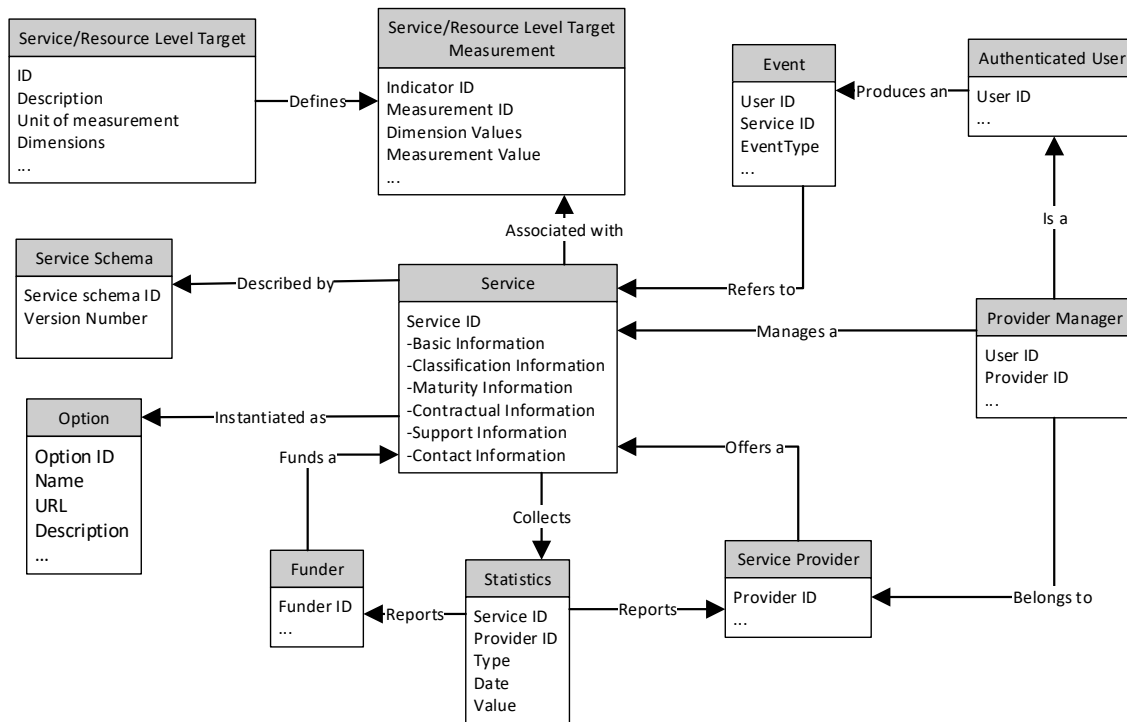 Service/Resource Level Target
ID
Description
Unit of measurement
Dimensions
...
Defines
Service/Resource Level Target
Measurement
Indicator ID
Measurement ID
Dimension Values
Measurement Value
...
Event
User ID
Service ID
EventType
...
Produces an
Authenticated User
User ID
...
Associated with
Is a
Service Schema
Service schema ID
Version Number
Described by
Service
Service ID
-Basic Information
-Classification Information
-Maturity Information
-Contractual Information
-Support Information
-Contact Information
Refers to
Manages a
Provider Manager
User ID
Provider ID
...
Option
Option ID
Name
URL
Description
...
Instantiated as
Funds a
Offers a
Collects
Funder
Funder ID
...
Reports
Statistics
Service ID
Provider ID
Type
Date
Value
Reports
Service Provider
Provider ID
...
Belongs to